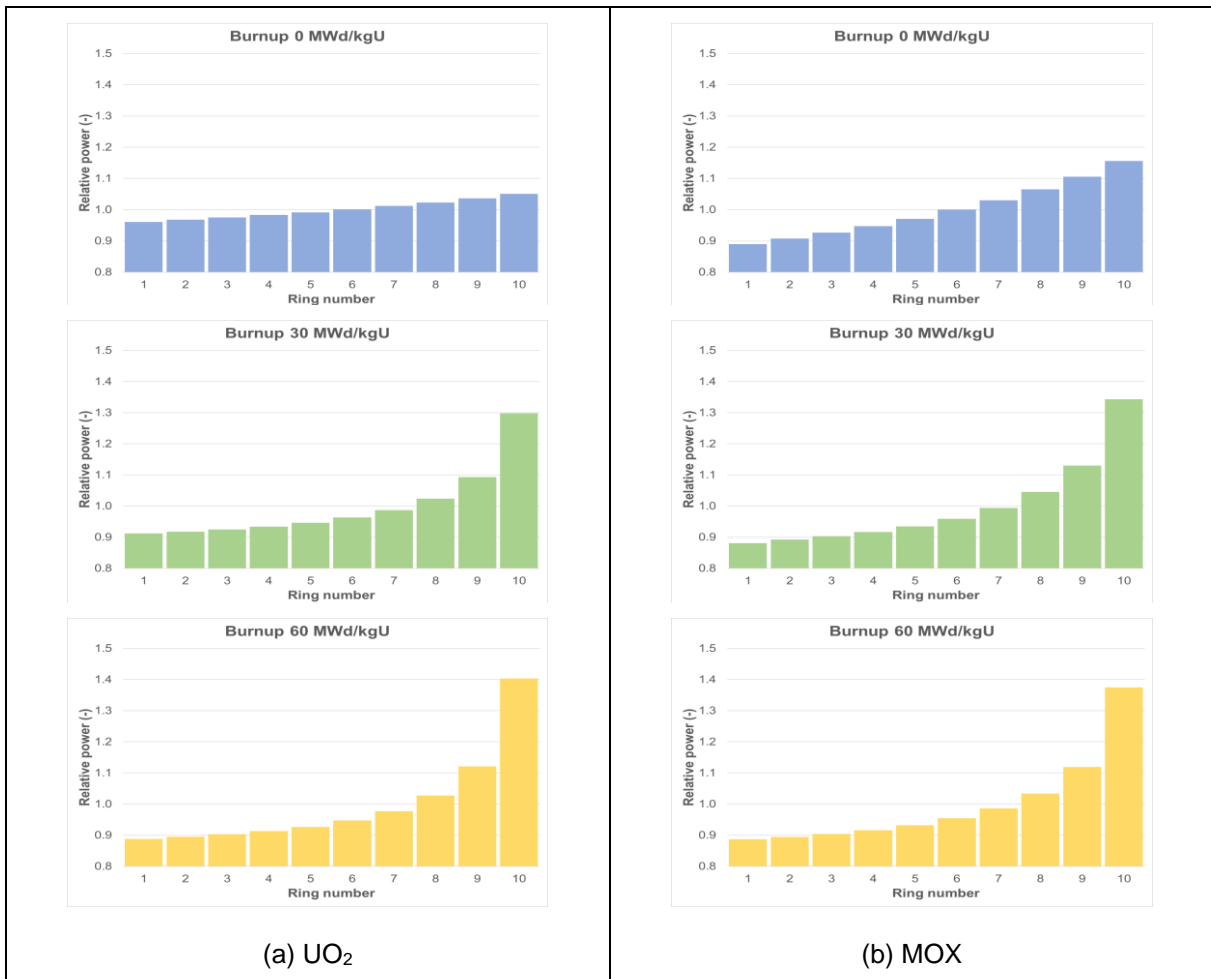 Burnup 0 MWd/kgU
1.5
1.4
1.3
1.2
1.1
1.0
0.9
0.8
Relative power (-)
1 2 3 4 5 6 7 8 9 10
Ring number
Burnup 30 MWd/kgU
1.5
1.4
1.3
1.2
1.1
1.0
0.9
0.8
Relative power (-)
1 2 3 4 5 6 7 8 9 10
Ring number
Burnup 60 MWd/kgU
1.5
1.4
1.3
1.2
1.1
1.0
0.9
0.8
Relative power (-)
1 2 3 4 5 6 7 8 9 10
Ring number
(a) UO₂
Burnup 0 MWd/kgU
1.5
1.4
1.3
1.2
1.1
1.0
0.9
0.8
Relative power (-)
1 2 3 4 5 6 7 8 9 10
Ring number
Burnup 30 MWd/kgU
1.5
1.4
1.3
1.2
1.1
1.0
0.9
0.8
Relative power (-)
1 2 3 4 5 6 7 8 9 10
Ring number
Burnup 60 MWd/kgU
1.5
1.4
1.3
1.2
1.1
1.0
0.9
0.8
Relative power (-)
1 2 3 4 5 6 7 8 9 10
Ring number
(b) MOX